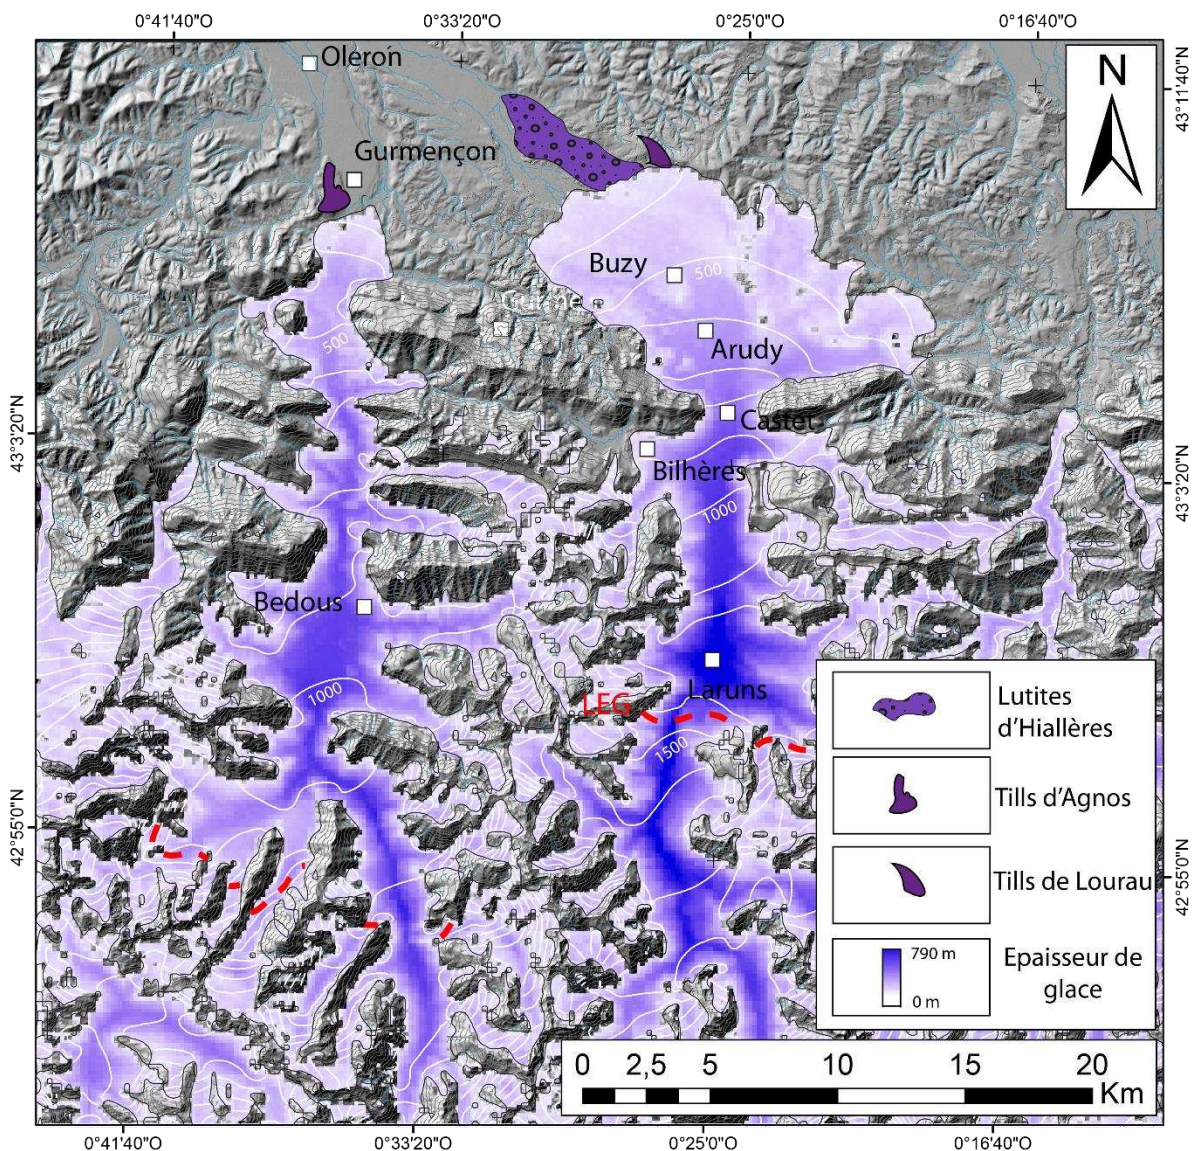 0°41'40"O
0°33'20"O
0°25'0"O
0°16'40"O
Oleron
N
43°11'40"N
Gurmençon
Buzy
500
Arudy
500
Castet
43°3'20"N
Bilhères
43°3'20"N
1000
Bedous
Laruns
LEG
1000
1500
Lutites
d'Hiallères
Tills d'Agnos
42°55'0"N
Tills de Lourau
42°55'0"N
790 m
0 m
Epaisseur de
glace
0 2,5 5 10 15 20
Km
0°41'40"O
0°33'20"O
0°25'0"O
0°16'40"O